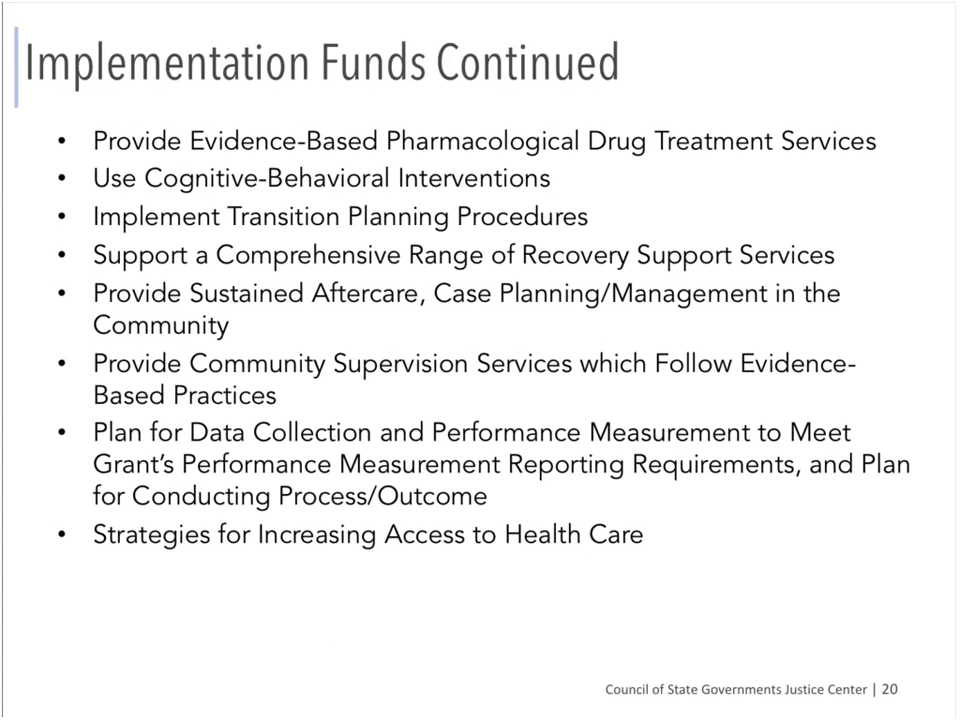 Implementation Funds Continued
• Provide Evidence-Based Pharmacological Drug Treatment Services
• Use Cognitive-Behavioral Interventions
• Implement Transition Planning Procedures
• Support a Comprehensive Range of Recovery Support Services
• Provide Sustained Aftercare, Case Planning/Management in the
Community
• Provide Community Supervision Services which Follow Evidence-
Based Practices
• Plan for Data Collection and Performance Measurement to Meet
Grant’s Performance Measurement Reporting Requirements, and Plan
for Conducting Process/Outcome
• Strategies for Increasing Access to Health Care
Council of State Governments Justice Center | 20